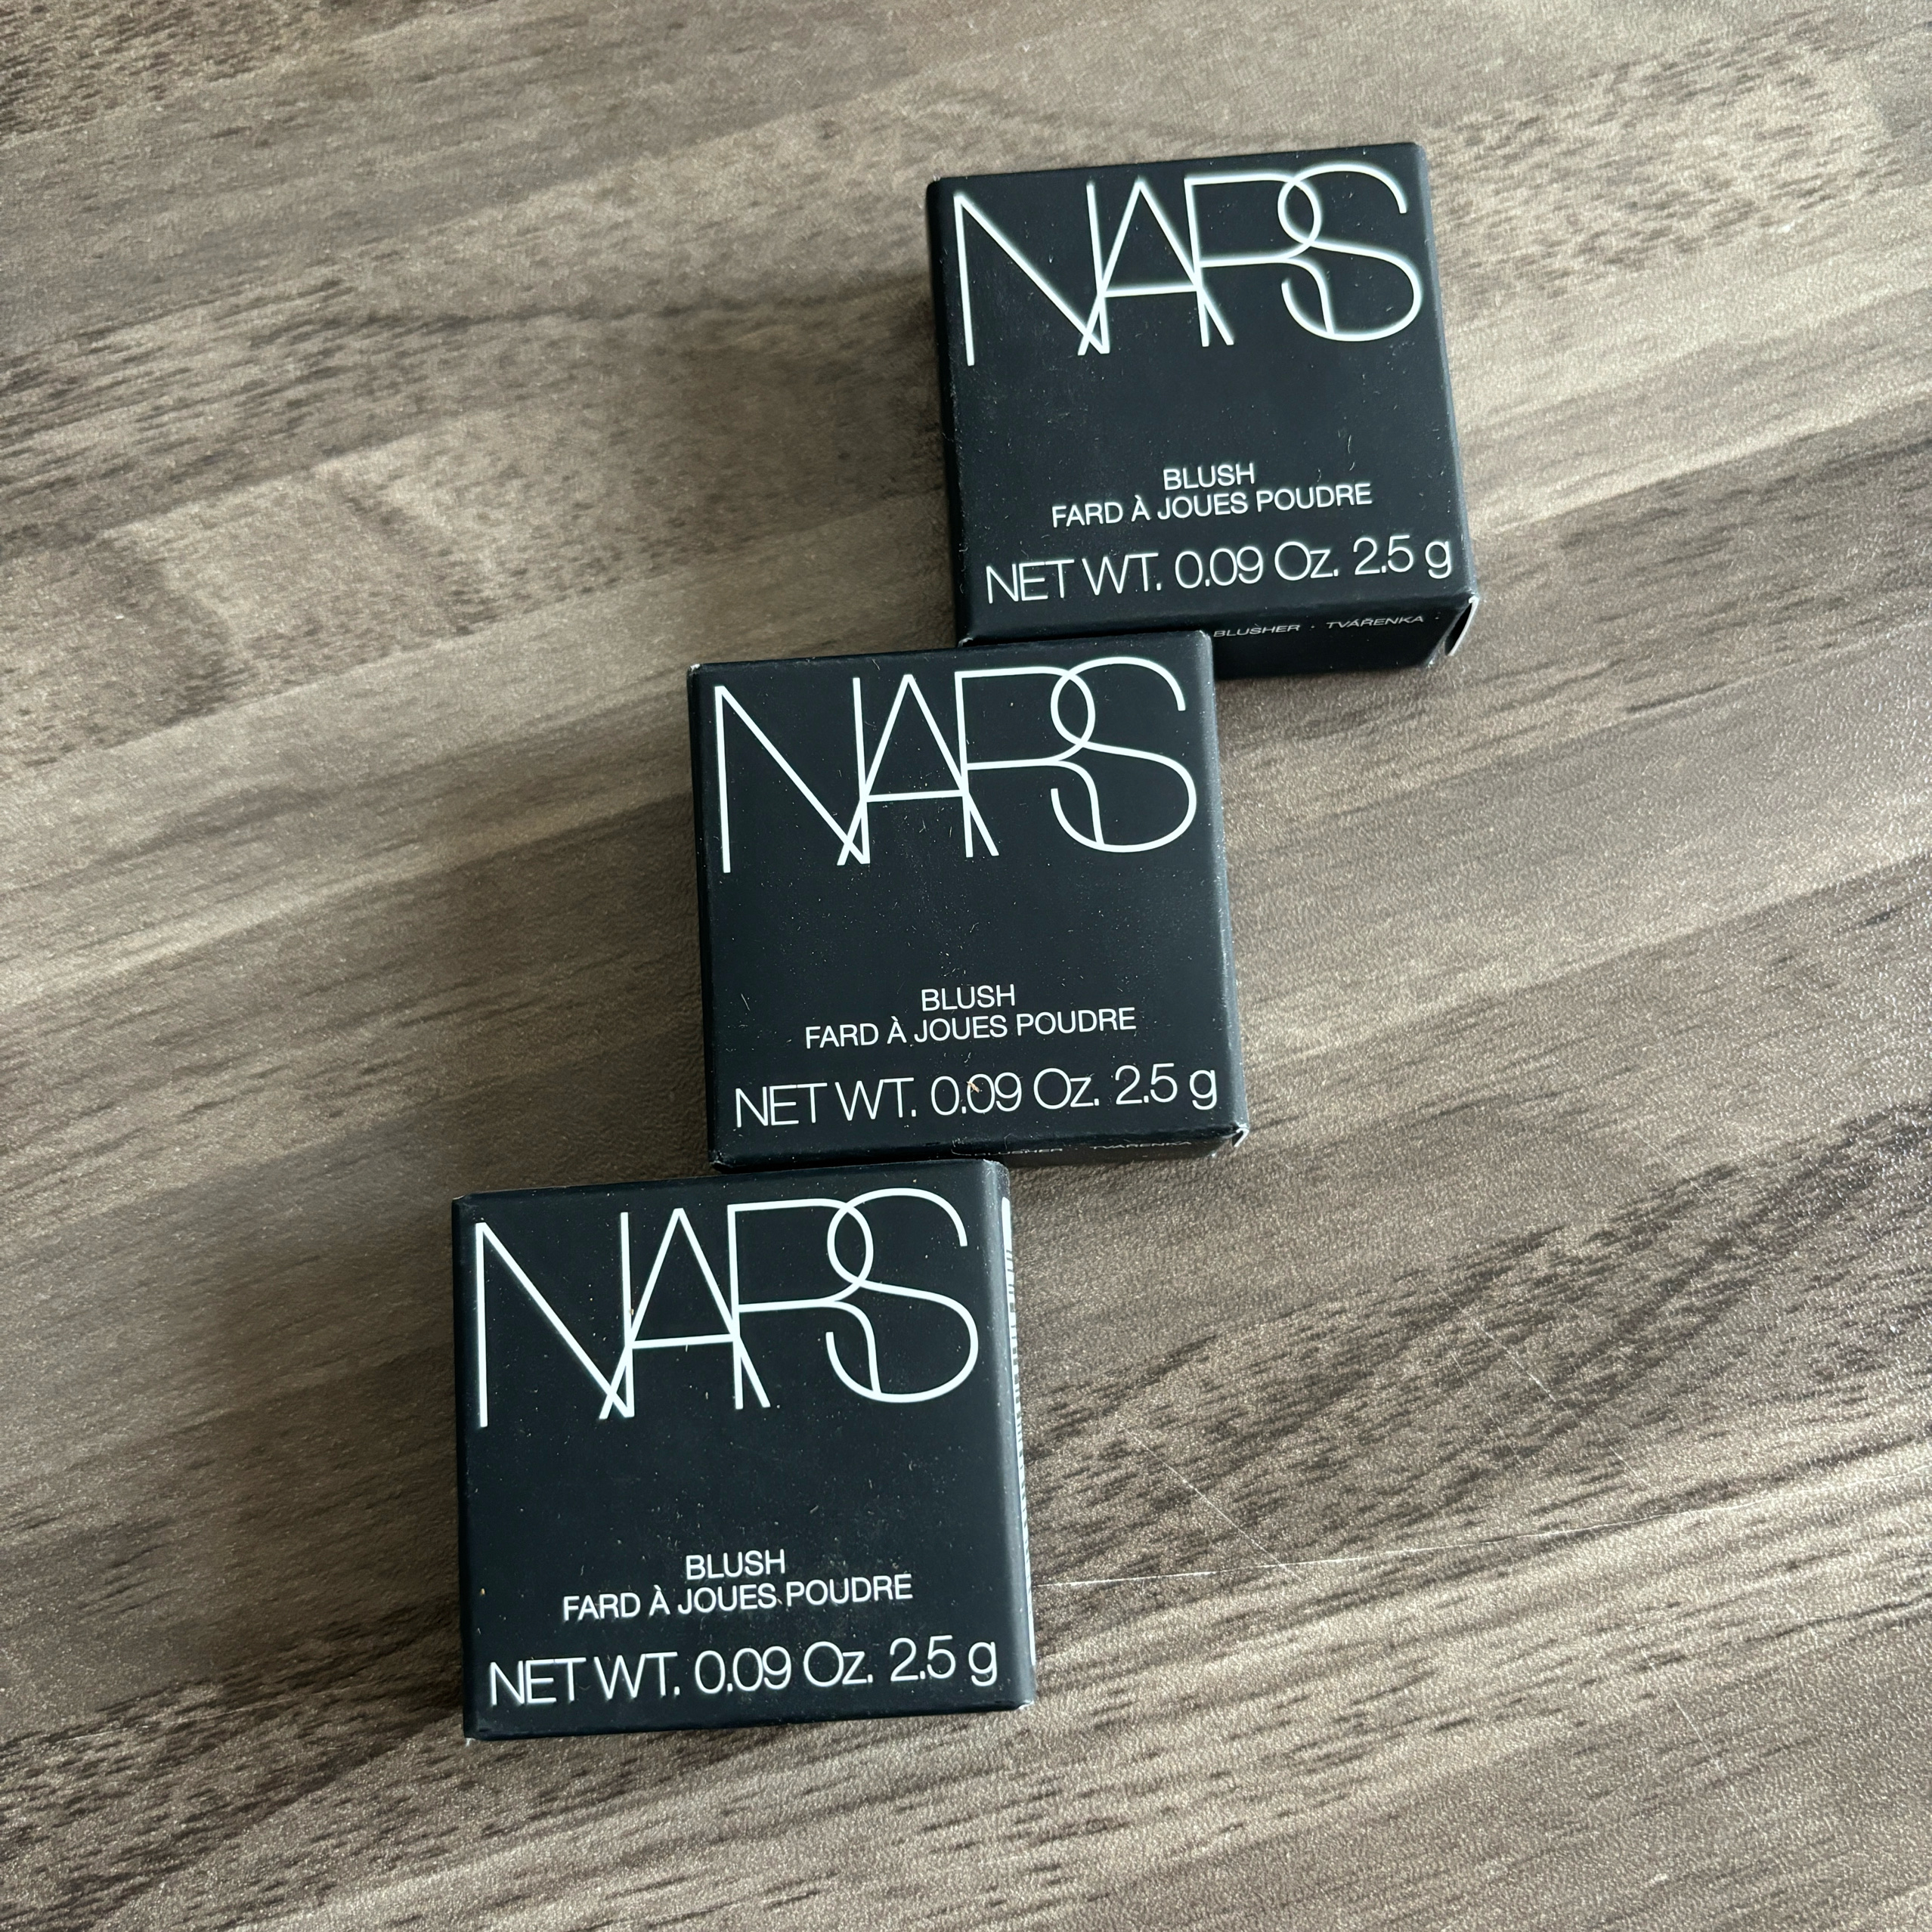 NARS
BLUSH
FARD À JOUES POUDRE
NET WT. 0.09 Oz. 2.5 g
BLUSHER · TVÁŘENKA ·
NARS
BLUSH
FARD À JOUES POUDRE
NET WT. 0.09 Oz. 2.5 g
TVÁŘENKA
NARS
BLUSH
FARD À JOUES POUDRE
NET WT. 0.09 Oz. 2.5 g